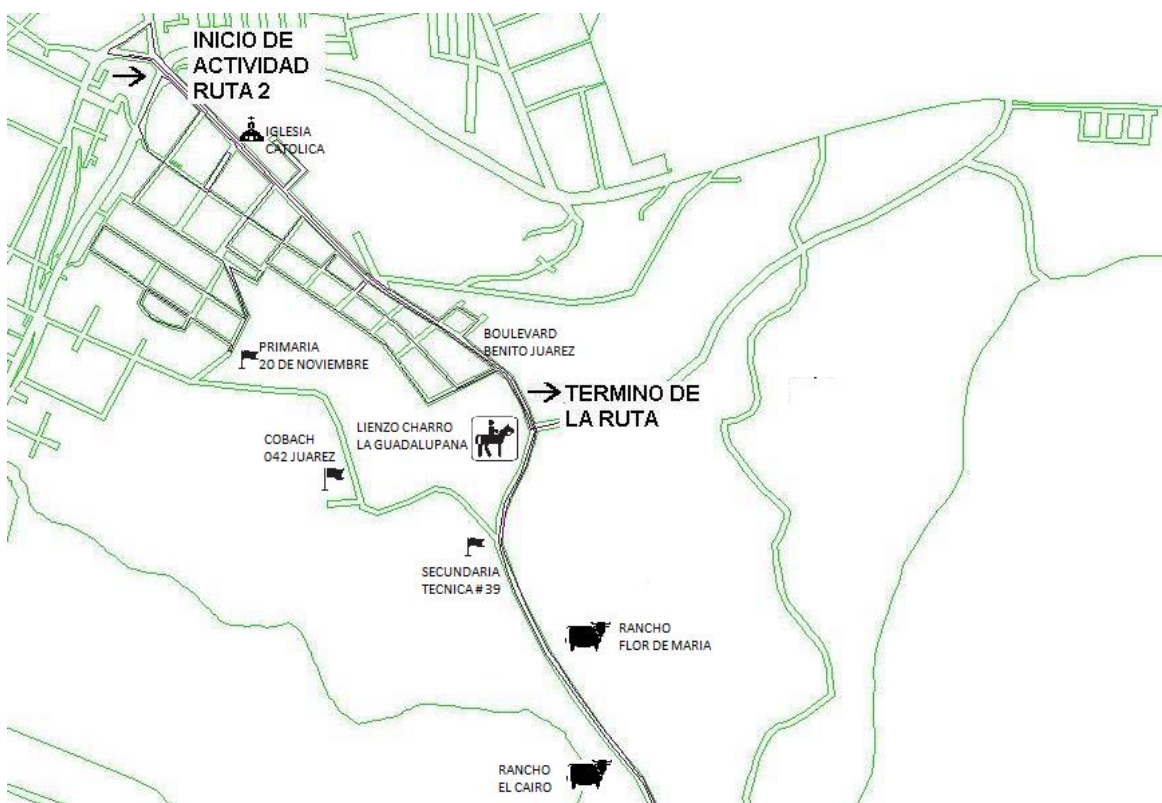 INICIO DE
ACTIVIDAD
RUTA 2
IGLESIA
CATOLICA
BOULEVARD
BENITO JUAREZ
PRIMARIA
20 DE NOVIEMBRE
TERMINO DE
LA RUTA
LIENZO CHARRO
LA GUADALUPANA
COBACH
042 JUAREZ
SECUNDARIA
TECNICA # 39
RANCHO
FLOR DE MARIA
RANCHO
EL CAIRO